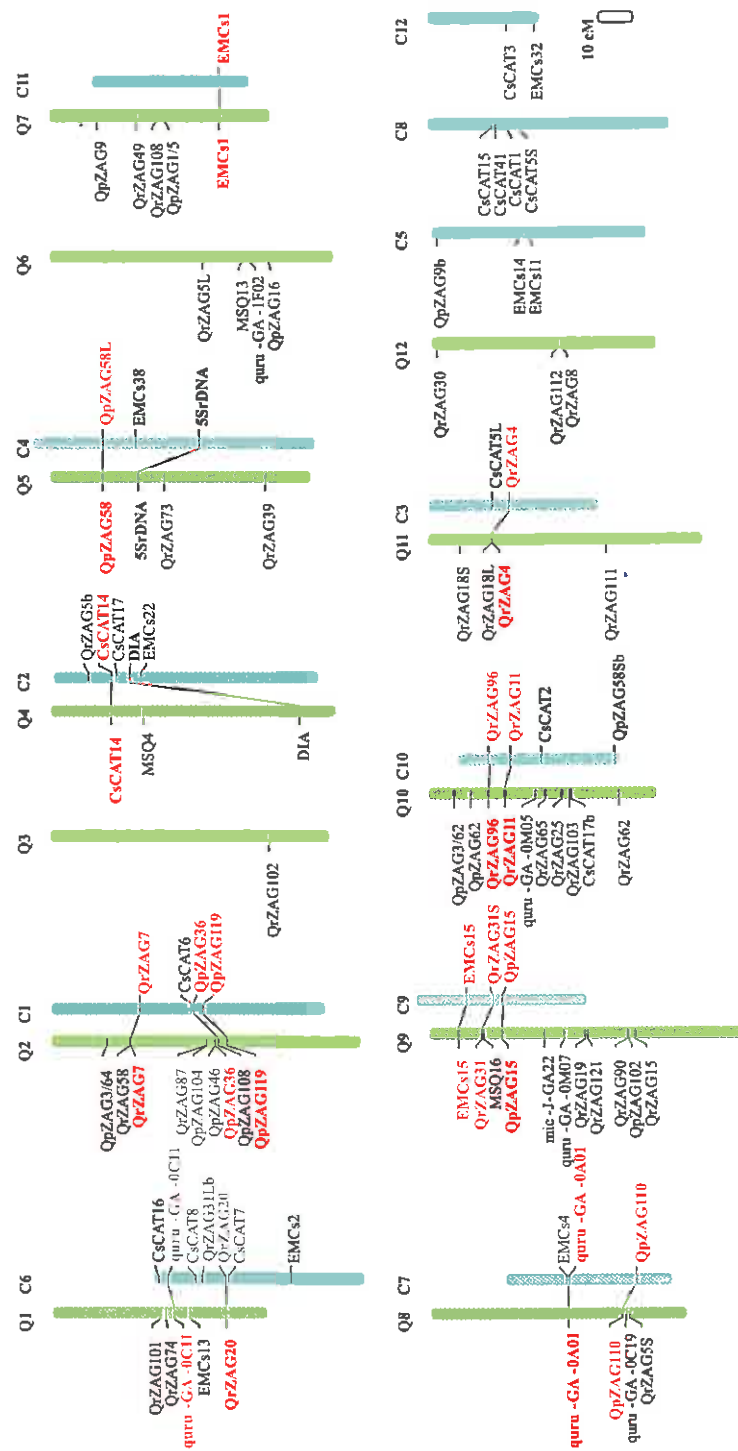 Q1 C6
QrZAG101
QrZAG74
quru -GA -0C11
EMCs13
QrZAG20
CsCAT16
quru -GA -0C11
CsCAT8
QrZAG31Lb
QrZAG20
CsCAT7
EMCs2
Q2 C1
QpZAG3/64
QrZAG58
QrZAG7
QrZAG87
QpZAG104
QpZAG46
QpZAG36
QpZAG108
QpZAG119
QrZAG7
CsCAT6
QpZAG36
QpZAG119
Q3
QrZAG102
Q4 C2
CsCAT14
MSQ4
DIA
QrZAG5b
CsCAT14
CsCAT17
DIA
EMCs22
Q5 C4
QpZAG58
5SrDNA
QrZAG73
QrZAG39
QpZAG58L
EMCs38
5SrDNA
Q6
QrZAG5L
MSQ13
quru -GA -1F02
QpZAG16
Q7 C11
QpZAG9
QrZAG49
QrZAG108
QpZAG1/5
EMCs1
EMCs1
Q8 C7
quru -GA -0A01
QpZAG110
quru -GA -0C19
QrZAG5S
EMCs4
quru -GA -0A01
QpZAG110
Q9 C9
EMCs15
QrZAG31
MSQ16
QpZAG15
mic -J-GA22
quru -GA -0M07
QrZAG19
QrZAG121
QrZAG90
QpZAG102
QrZAG15
EMCs15
QrZAG31S
QpZAG15
Q10 C10
QpZAG3/62
QpZAG62
QrZAG96
QrZAG11
quru -GA -0M05
QrZAG65
QrZAG25
QrZAG103
CsCAT17b
QrZAG62
QrZAG96
QrZAG11
CsCAT2
QpZAG58Sb
Q11 C3
QrZAG18S
QrZAG18L
QrZAG4
QrZAG111
CsCAT5L
QrZAG4
Q12
QrZAG30
QrZAG112
QrZAG8
C5
QpZAG9b
EMCs14
EMCs11
C8
CsCAT15
CsCAT41
CsCAT1
CsCAT5S
C12
CsCAT3
EMCs32
10 cM